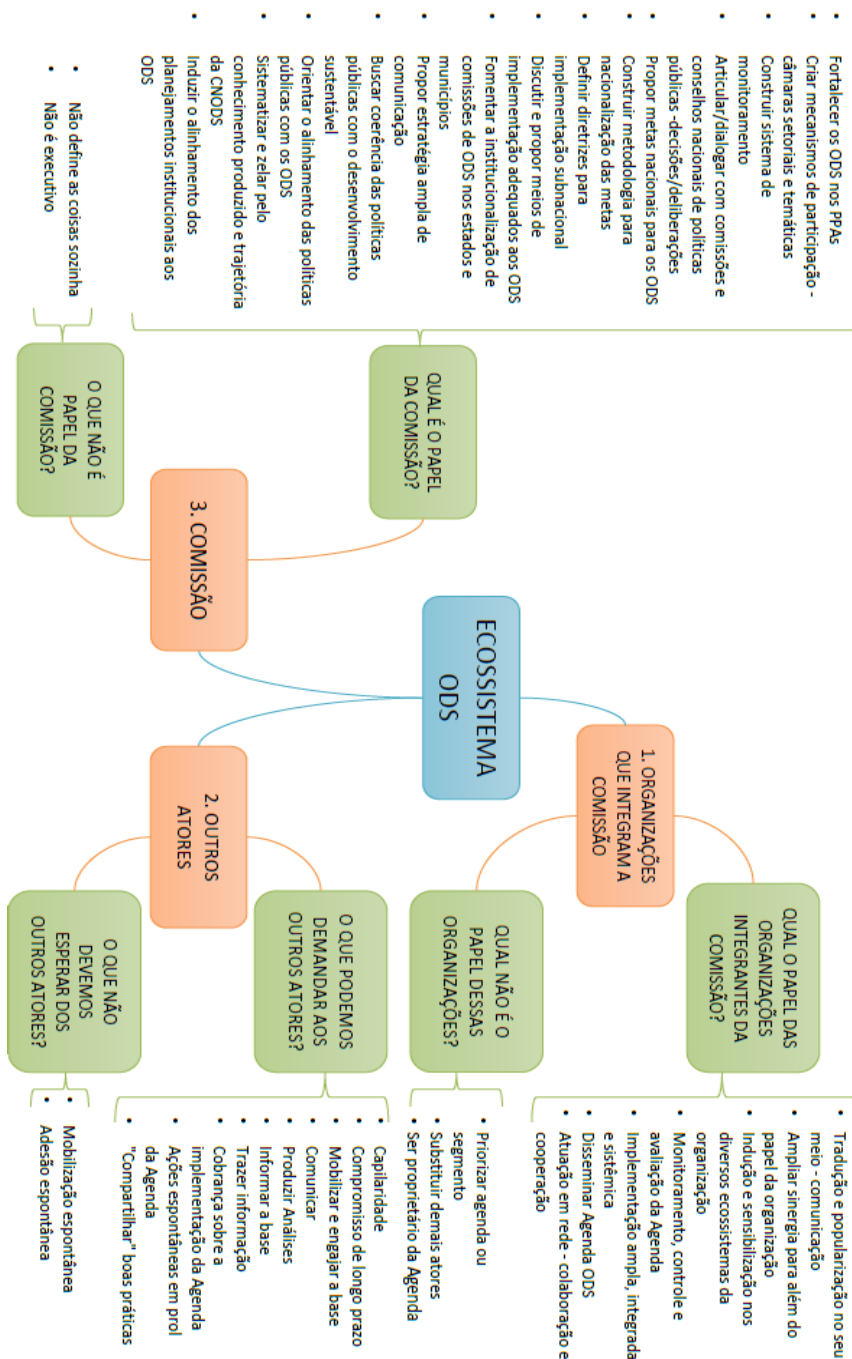 ECOSSISTEMA
ODS
1. ORGANIZAÇÕES
QUE INTEGRAM A
COMISSÃO
QUAL O PAPEL DAS
ORGANIZAÇÕES
INTEGRANTES DA
COMISSÃO?
• Tradução e popularização no seu
meio - comunicação
• Ampliar sinergia para além do
papel da organização
• Indução e sensibilização nos
diversos ecossistemas da
organização
• Monitoramento, controle e
avaliação da Agenda
• Implementação ampla, integrada
e sistêmica
• Disseminar Agenda ODS
• Atuação em rede - colaboração e
cooperação
QUAL NÃO É O
PAPEL DESSAS
ORGANIZAÇÕES?
• Priorizar agenda ou
segmento
• Substituir demais atores
• Ser proprietário da Agenda
2. OUTROS
ATORES
O QUE PODEMOS
DEMANDAR AOS
OUTROS ATORES?
• Capilaridade
• Compromisso de longo prazo
• Mobilizar e engajar a base
• Comunicar
• Produzir Análises
• Informar a base
• Trazer informação
• Cobrança sobre a
implementação da Agenda
• Ações espontâneas em prol
da Agenda
• "Compartilhar" boas práticas
O QUE NÃO
DEVEMOS
ESPERAR DOS
OUTROS ATORES?
• Mobilização espontânea
• Adesão espontânea
3. COMISSÃO
QUAL É O PAPEL
DA COMISSÃO?
• Fortalecer os ODS nos PPAs
• Criar mecanismos de participação -
câmaras setoriais e temáticas
• Construir sistema de
monitoramento
• Articular/dialogar com comissões e
conselhos nacionais de políticas
públicas -decisões/deliberações
• Propor metas nacionais para os ODS
• Construir metodologia para
nacionalização das metas
• Definir diretrizes para
implementação subnacional
• Discutir e propor meios de
implementação adequados aos ODS
• Fomentar a institucionalização de
comissões de ODS nos estados e
municípios
• Propor estratégia ampla de
comunicação
• Buscar coerência das políticas
públicas com o desenvolvimento
sustentável
• Orientar o alinhamento das políticas
públicas com os ODS
• Sistematizar e zelar pelo
conhecimento produzido e trajetória
da CNODS
• Induzir o alinhamento dos
planejamentos institucionais aos
ODS
O QUE NÃO É
PAPEL DA
COMISSÃO?
• Não define as coisas sozinha
• Não é executivo